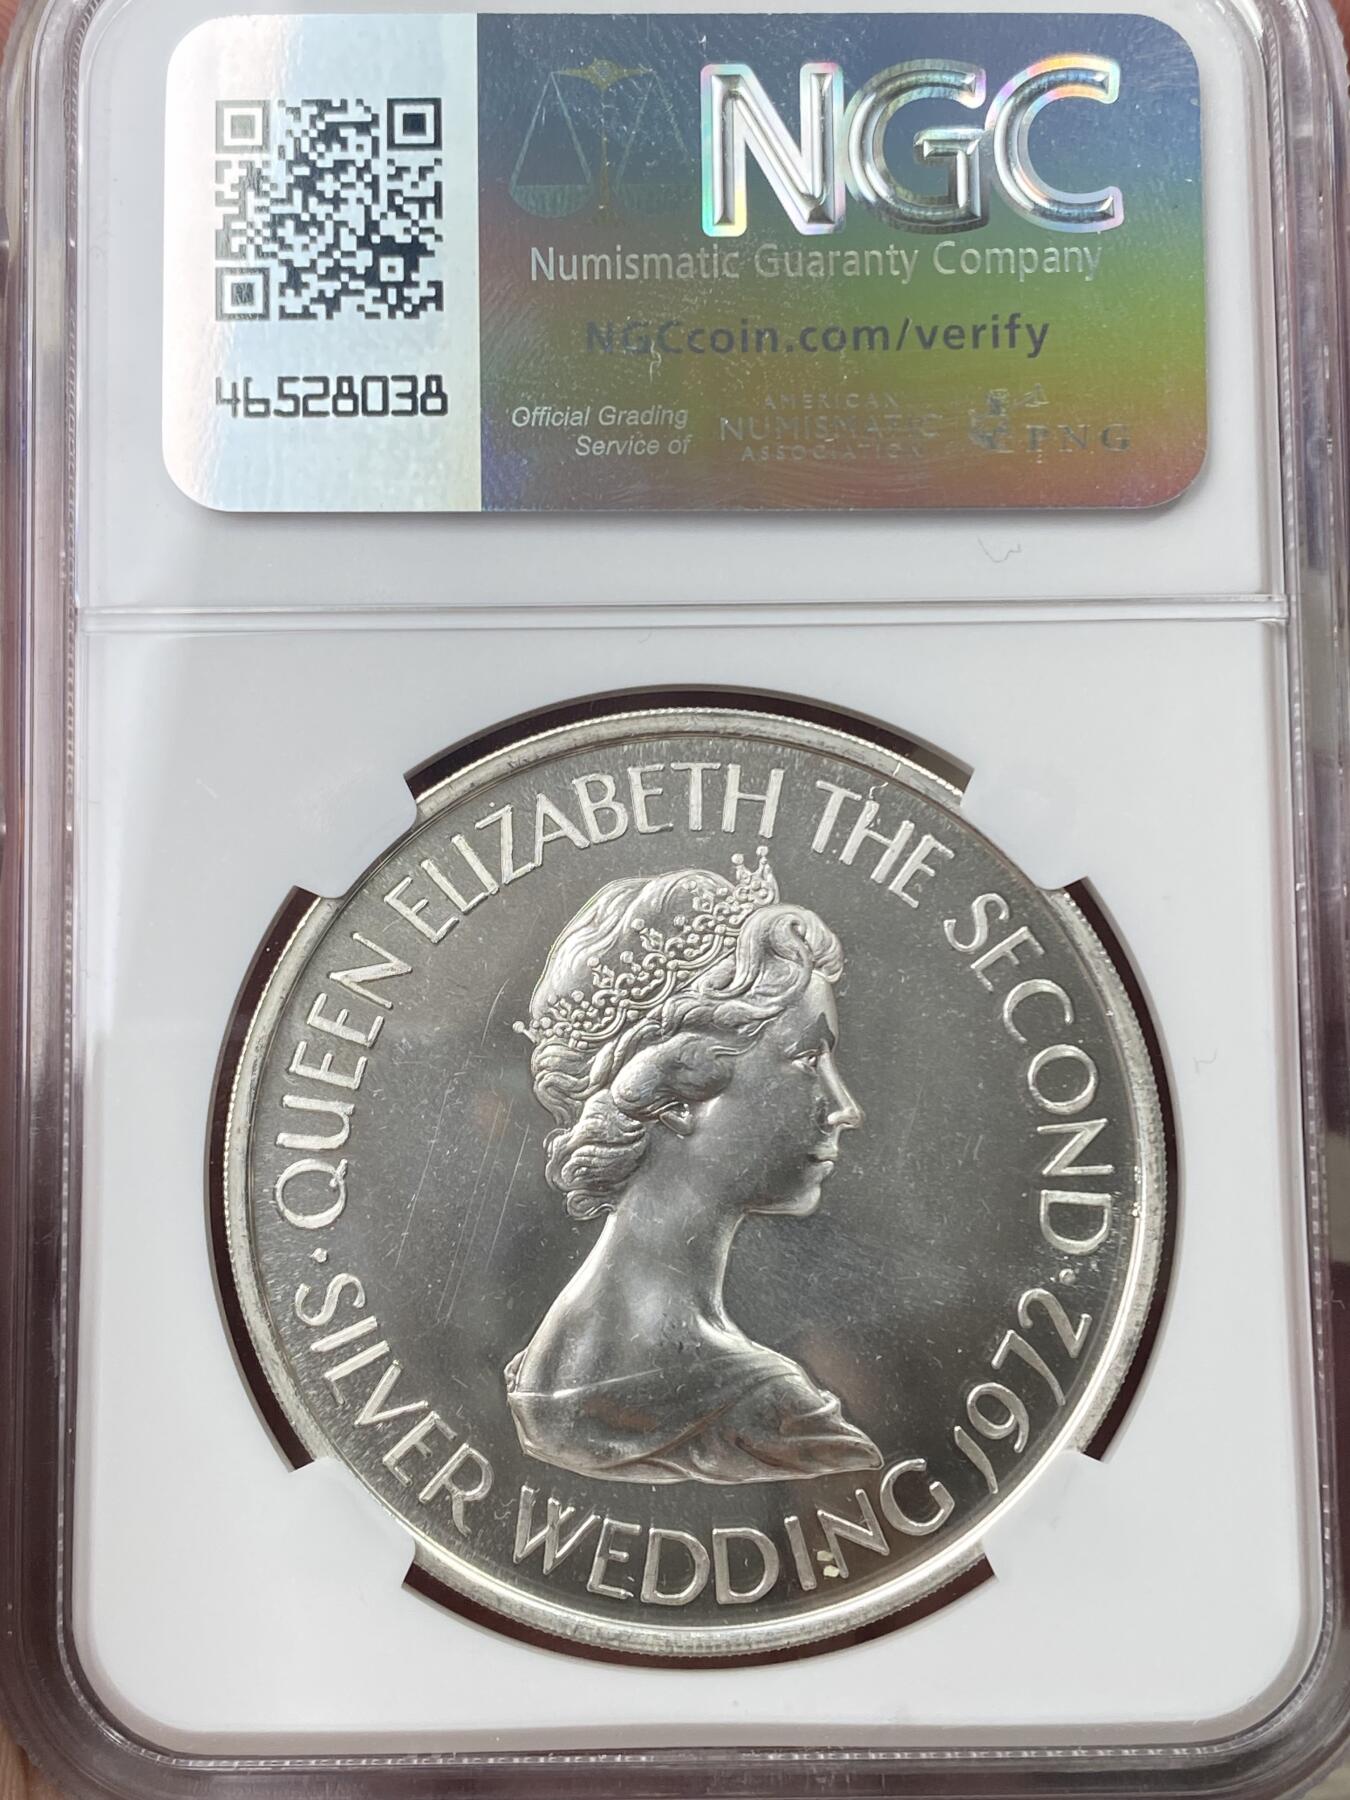 NGC
Numismatic Guaranty Company
NGCcoin.com/verify
46528038
Official Grading
Service of
AMERICAN
NUMISMATIC
ASSOCIATION
PNG
QUEEN ELIZABETH THE SECOND ·
SILVER WEDDING 1972 ·